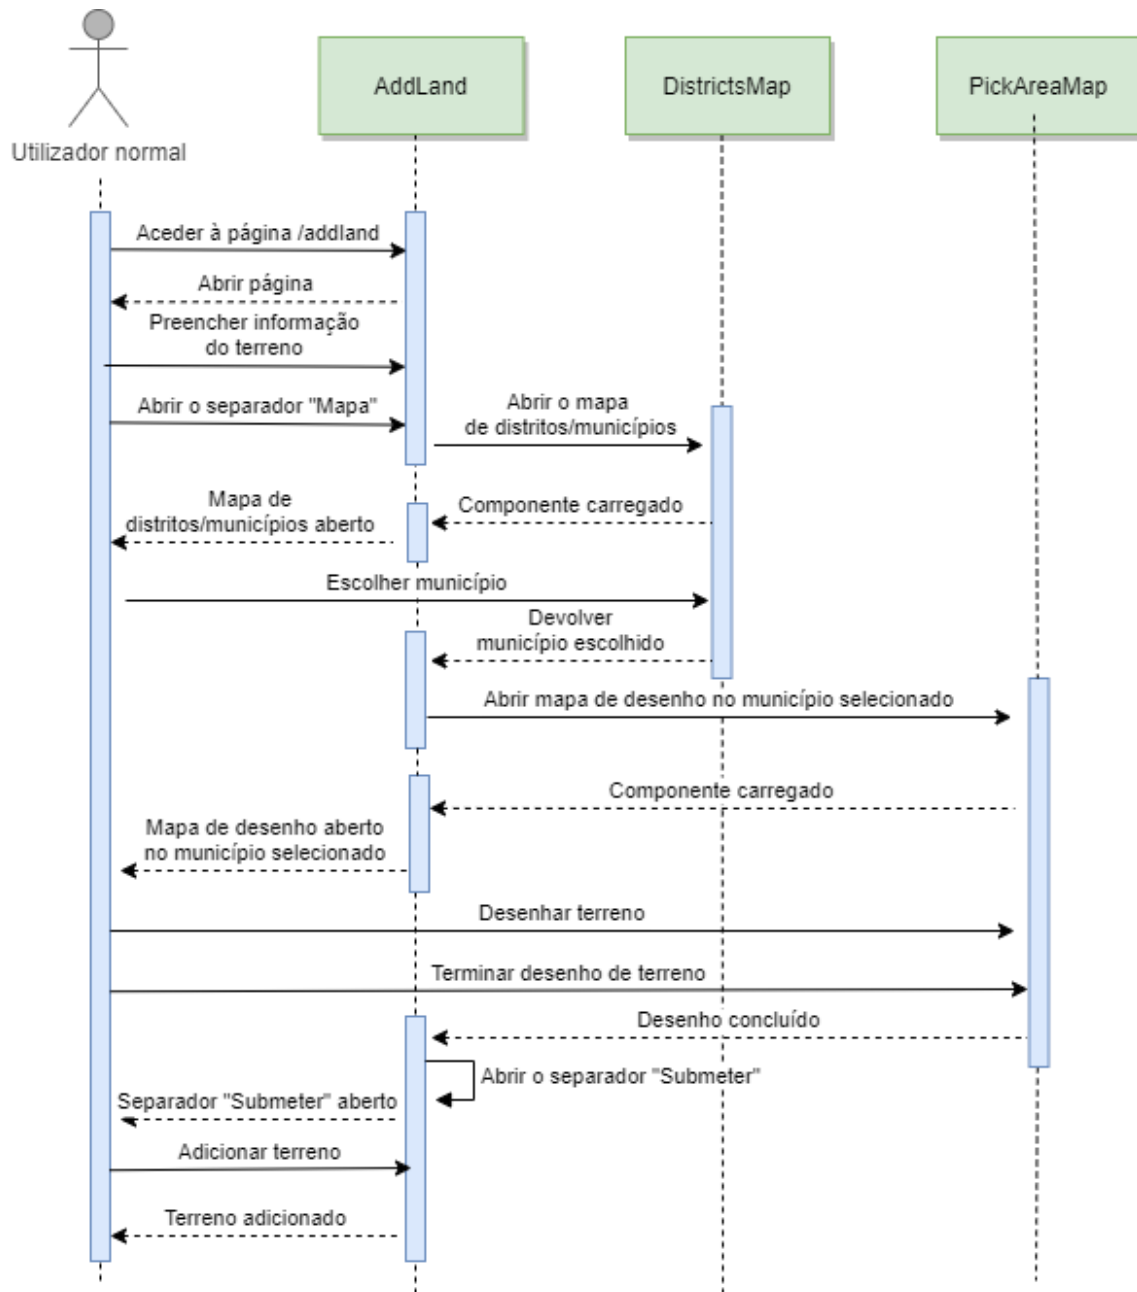 AddLand
DistrictsMap
PickAreaMap
Utilizador normal
Aceder à página /addland
Abrir página
Preencher informação
do terreno
Abrir o separador "Mapa"
Abrir o mapa
de distritos/municípios
Componente carregado
Mapa de
distritos/municípios aberto
Escolher município
Devolver
município escolhido
Abrir mapa de desenho no município selecionado
Componente carregado
Mapa de desenho aberto
no município selecionado
Desenhar terreno
Terminar desenho de terreno
Desenho concluído
Abrir o separador "Submeter"
Separador "Submeter" aberto
Adicionar terreno
Terreno adicionado